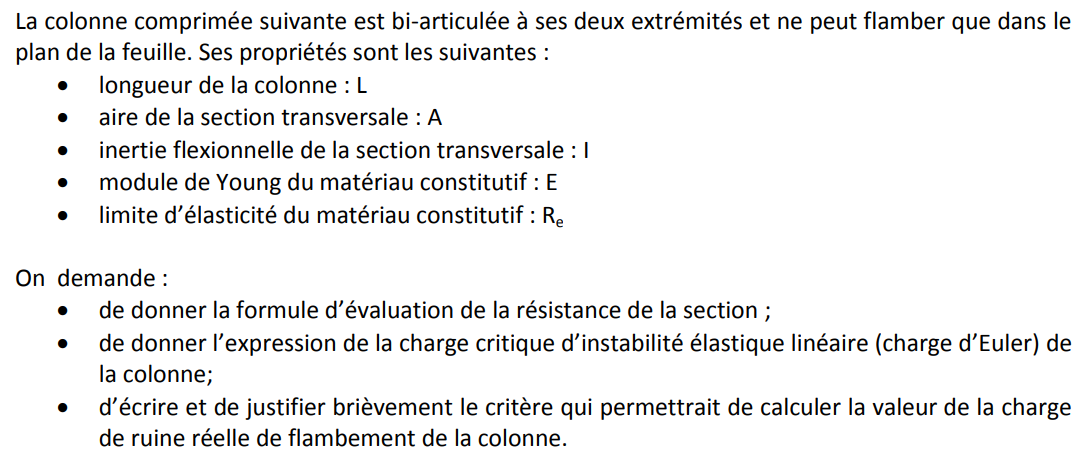 La colonne comprimée suivante est bi-articulée à ses deux extrémités et ne peut flamber que dans le
plan de la feuille. Ses propriétés sont les suivantes :
• longueur de la colonne : L
• aire de la section transversale : A
• inertie flexionnelle de la section transversale : I
• module de Young du matériau constitutif : E
• limite d’élasticité du matériau constitutif : Re
On demande :
• de donner la formule d’évaluation de la résistance de la section ;
• de donner l’expression de la charge critique d’instabilité élastique linéaire (charge d’Euler) de
la colonne;
• d’écrire et de justifier brièvement le critère qui permettrait de calculer la valeur de la charge
de ruine réelle de flambement de la colonne.